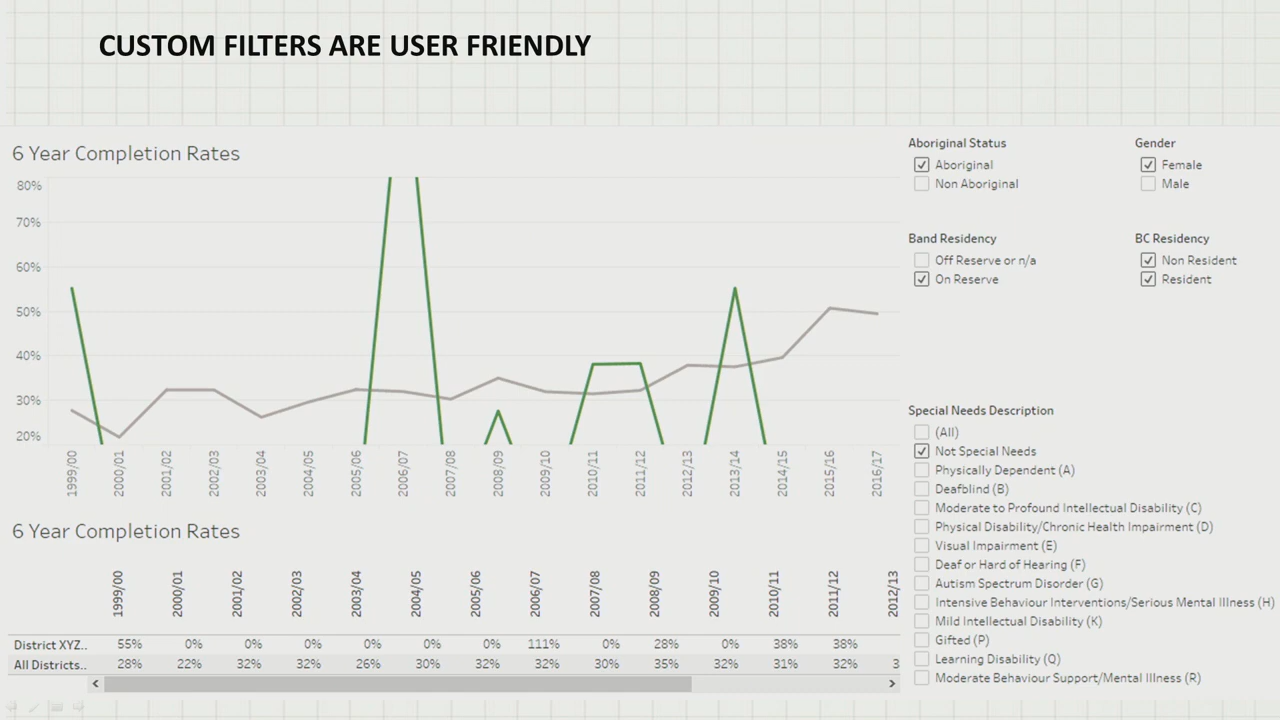 CUSTOM FILTERS ARE USER FRIENDLY
6 Year Completion Rates
80%
70%
60%
50%
40%
30%
20%
1999/00
2000/01
2001/02
2002/03
2003/04
2004/05
2005/06
2006/07
2007/08
2008/09
2009/10
2010/11
2011/12
2012/13
2013/14
2014/15
2015/16
2016/17
6 Year Completion Rates
1999/00 2000/01 2001/02 2002/03 2003/04 2004/05 2005/06 2006/07 2007/08 2008/09 2009/10 2010/11 2011/12 2012/13
District XYZ.. 55% 0% 0% 0% 0% 0% 0% 111% 0% 28% 0% 38% 38%
All Districts.. 28% 22% 32% 32% 26% 30% 32% 32% 30% 35% 32% 31% 32% 3
Aboriginal Status
Aboriginal
Non Aboriginal
Gender
Female
Male
Band Residency
Off Reserve or n/a
On Reserve
BC Residency
Non Resident
Resident
Special Needs Description
(All)
Not Special Needs
Physically Dependent (A)
Deafblind (B)
Moderate to Profound Intellectual Disability (C)
Physical Disability/Chronic Health Impairment (D)
Visual Impairment (E)
Deaf or Hard of Hearing (F)
Autism Spectrum Disorder (G)
Intensive Behaviour Interventions/Serious Mental Illness (H)
Mild Intellectual Disability (K)
Gifted (P)
Learning Disability (Q)
Moderate Behaviour Support/Mental Illness (R)